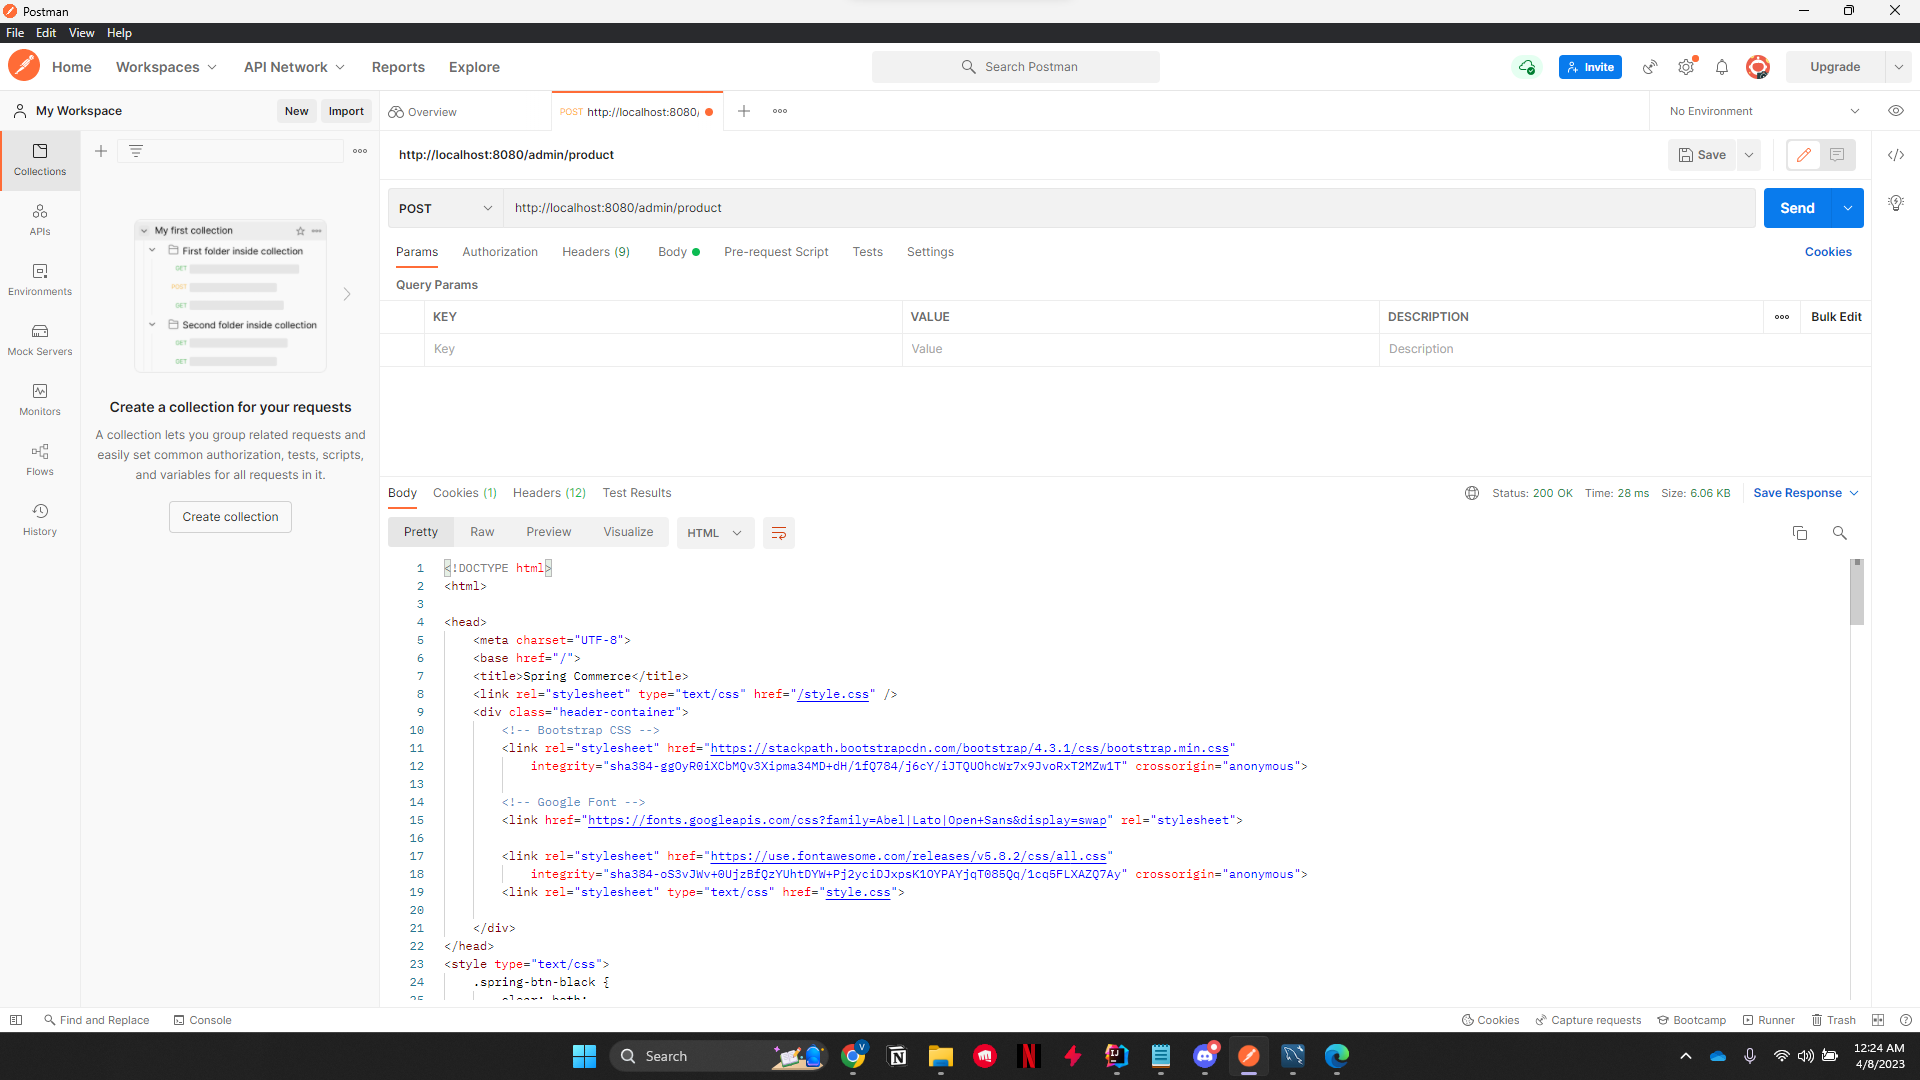 Postman
File Edit View Help
Home Workspaces API Network Reports Explore Search Postman Invite Upgrade
My Workspace New Import Overview POST http://localhost:8080/ No Environment
Collections
APIs
Environments
Mock Servers
Monitors
Flows
History
My first collection
First folder inside collection
GET
POST
GET
Second folder inside collection
GET
GET
Create a collection for your requests
A collection lets you group related requests and
easily set common authorization, tests, scripts,
and variables for all requests in it.
Create collection
http://localhost:8080/admin/product Save
POST http://localhost:8080/admin/product Send
Params Authorization Headers (9) Body Pre-request Script Tests Settings Cookies
Query Params
KEY VALUE DESCRIPTION Bulk Edit
Key Value Description
Body Cookies (1) Headers (12) Test Results Status: 200 OK Time: 28 ms Size: 6.06 KB Save Response
Pretty Raw Preview Visualize HTML
1 <!DOCTYPE html>
2 <html>
3
4 <head>
5 <meta charset="UTF-8">
6 <base href="/">
7 <title>Spring Commerce</title>
8 <link rel="stylesheet" type="text/css" href="/style.css" />
9 <div class="header-container">
10 <!-- Bootstrap CSS -->
11 <link rel="stylesheet" href="https://stackpath.bootstrapcdn.com/bootstrap/4.3.1/css/bootstrap.min.css"
12 integrity="sha384-ggOyR0iXCbMQv3Xipma34MD+dH/1fQ784/j6cY/iJTQUOhcWr7x9JvoRxT2MZw1T" crossorigin="anonymous">
13
14 <!-- Google Font -->
15 <link href="https://fonts.googleapis.com/css?family=Abel|Lato|Open+Sans&display=swap" rel="stylesheet">
16
17 <link rel="stylesheet" href="https://use.fontawesome.com/releases/v5.8.2/css/all.css"
18 integrity="sha384-oS3vJWv+0UjzBfQzYUhtDYW+Pj2yciDJxpsK1OYPAYjqT085Qq/1cq5FLXAZQ7Ay" crossorigin="anonymous">
19 <link rel="stylesheet" type="text/css" href="style.css">
20
21 </div>
22 </head>
23 <style type="text/css">
24 .spring-btn-black {
25 clear: both;
Find and Replace Console Cookies Capture requests Bootcamp Runner Trash
Search 12:24 AM
4/8/2023